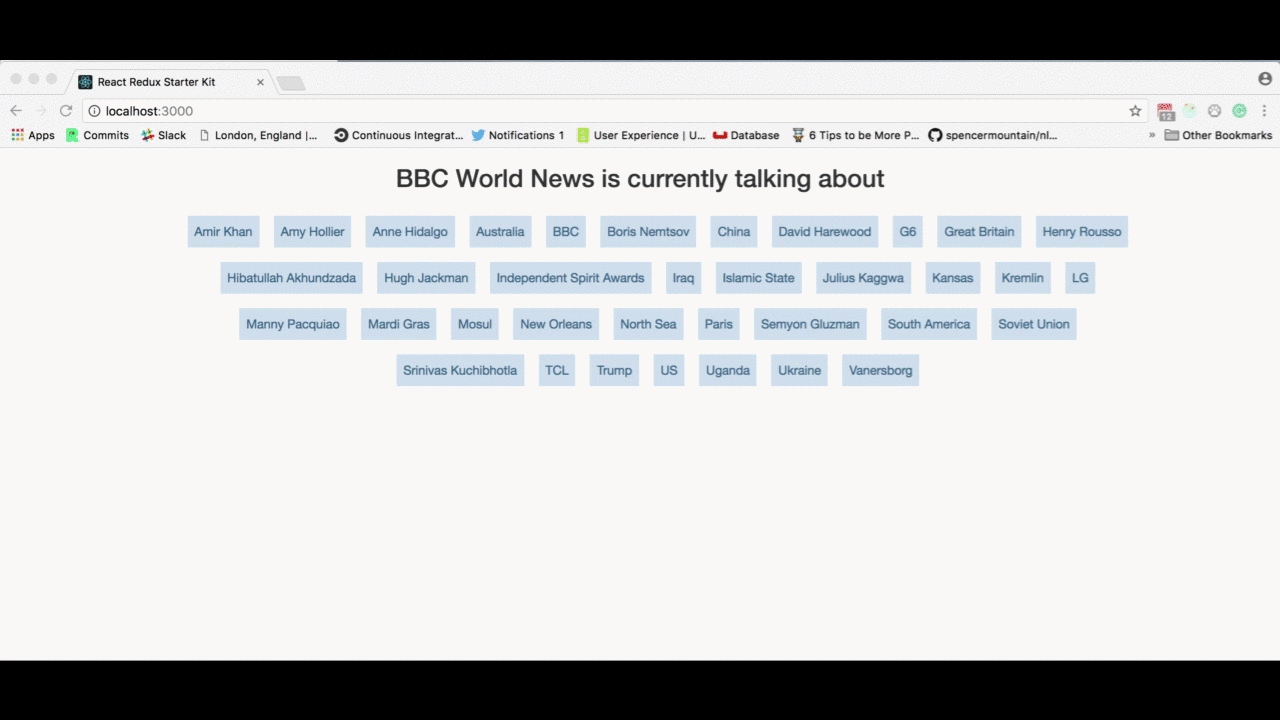 React Redux Starter Kit
localhost:3000
Apps Commits Slack London, England |... Continuous Integrat... Notifications 1 User Experience | U... Database 6 Tips to be More P... spencermountain/nl... » Other Bookmarks
12
BBC World News is currently talking about
Amir Khan Amy Hollier Anne Hidalgo Australia BBC Boris Nemtsov China David Harewood G6 Great Britain Henry Rousso
Hibatullah Akhundzada Hugh Jackman Independent Spirit Awards Iraq Islamic State Julius Kaggwa Kansas Kremlin LG
Manny Pacquiao Mardi Gras Mosul New Orleans North Sea Paris Semyon Gluzman South America Soviet Union
Srinivas Kuchibhotla TCL Trump US Uganda Ukraine Vanersborg